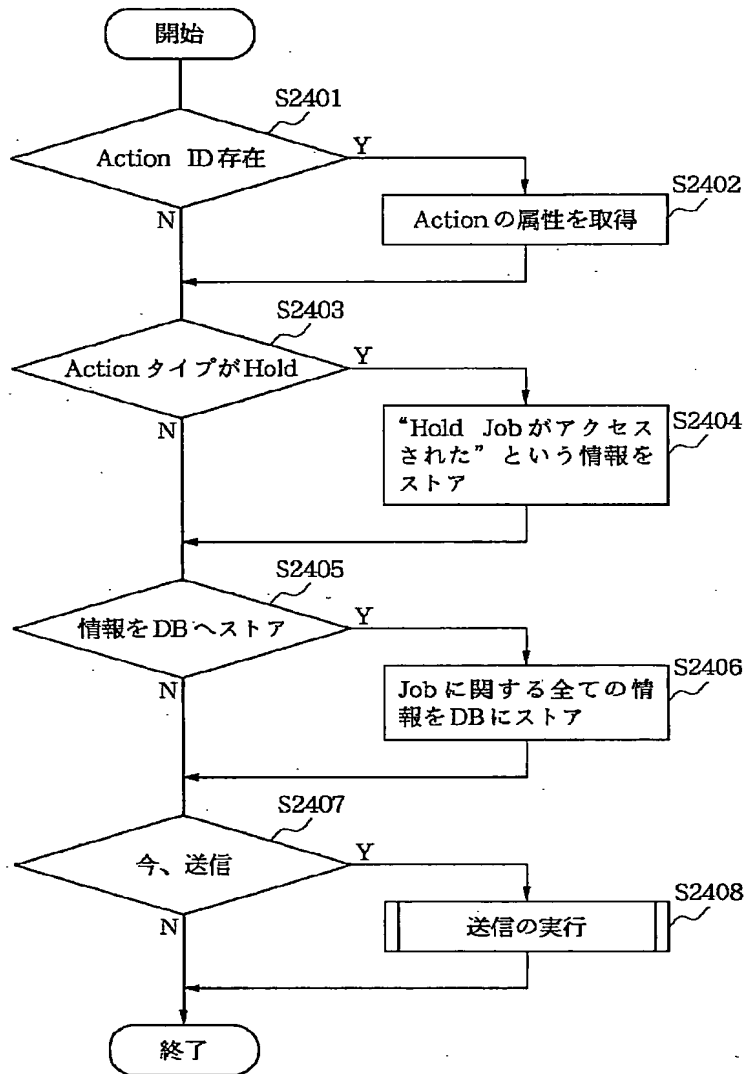 開始
S2401
Action ID存在
Y
N
S2402
Actionの属性を取得
S2403
ActionタイプがHold
Y
N
S2404
“Hold Jobがアクセス
された”という情報を
ストア
S2405
情報をDBへストア
Y
N
S2406
Jobに関する全ての情
報をDBにストア
S2407
今、送信
Y
N
S2408
送信の実行
終了